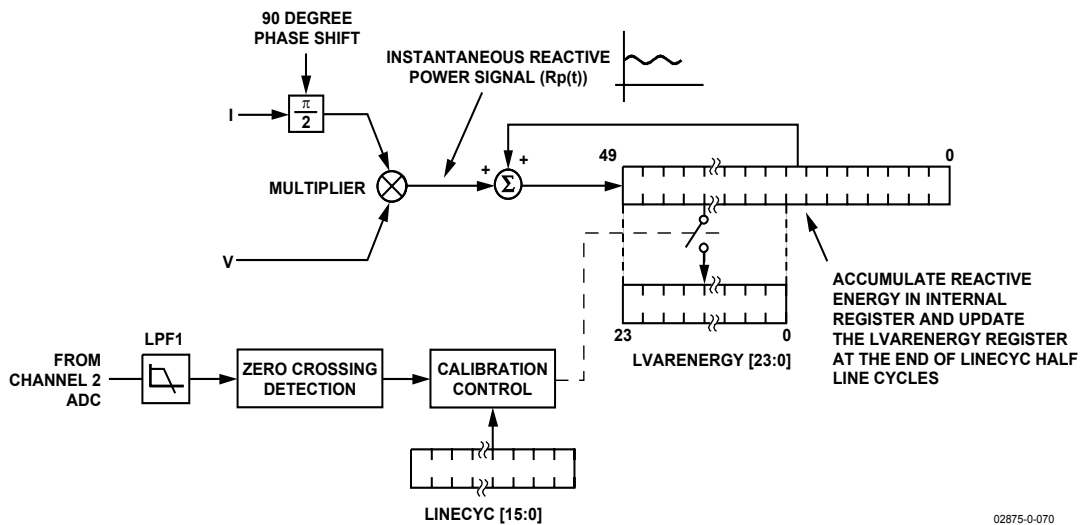 90 DEGREE
PHASE SHIFT
INSTANTANEOUS REACTIVE
POWER SIGNAL (Rp(t))
I
π
2
MULTIPLIER
+
+
Σ
49
0
V
23
0
LVARENERGY [23:0]
ACCUMULATE REACTIVE
ENERGY IN INTERNAL
REGISTER AND UPDATE
THE LVARENERGY REGISTER
AT THE END OF LINECYC HALF
LINE CYCLES
FROM
CHANNEL 2
ADC
LPF1
ZERO CROSSING
DETECTION
CALIBRATION
CONTROL
LINECYC [15:0]
02875-0-070